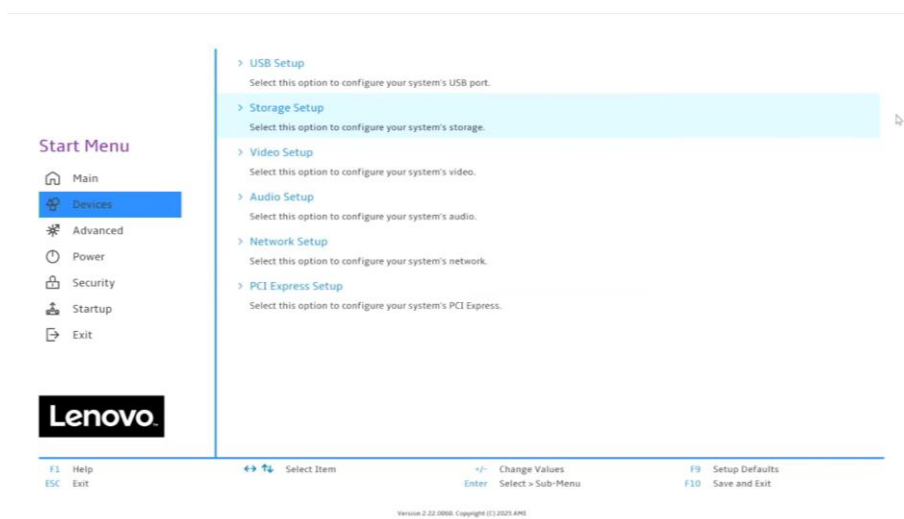 > USB Setup
Select this option to configure your system's USB port.
> Storage Setup
Select this option to configure your system's storage.
Start Menu
> Video Setup
Select this option to configure your system's video.
Main
Devices
> Audio Setup
Select this option to configure your system's audio.
Advanced
> Network Setup
Power
Select this option to configure your system's network.
Security
> PCI Express Setup
Startup
Select this option to configure your system's PCI Express.
Exit
Lenovo
F1 Help
Select Item
+/- Change Values
F9 Setup Defaults
ESC Exit
Enter Select > Sub-Menu
F10 Save and Exit
Version 2.22.0060. Copyright (C) 2025 AMI